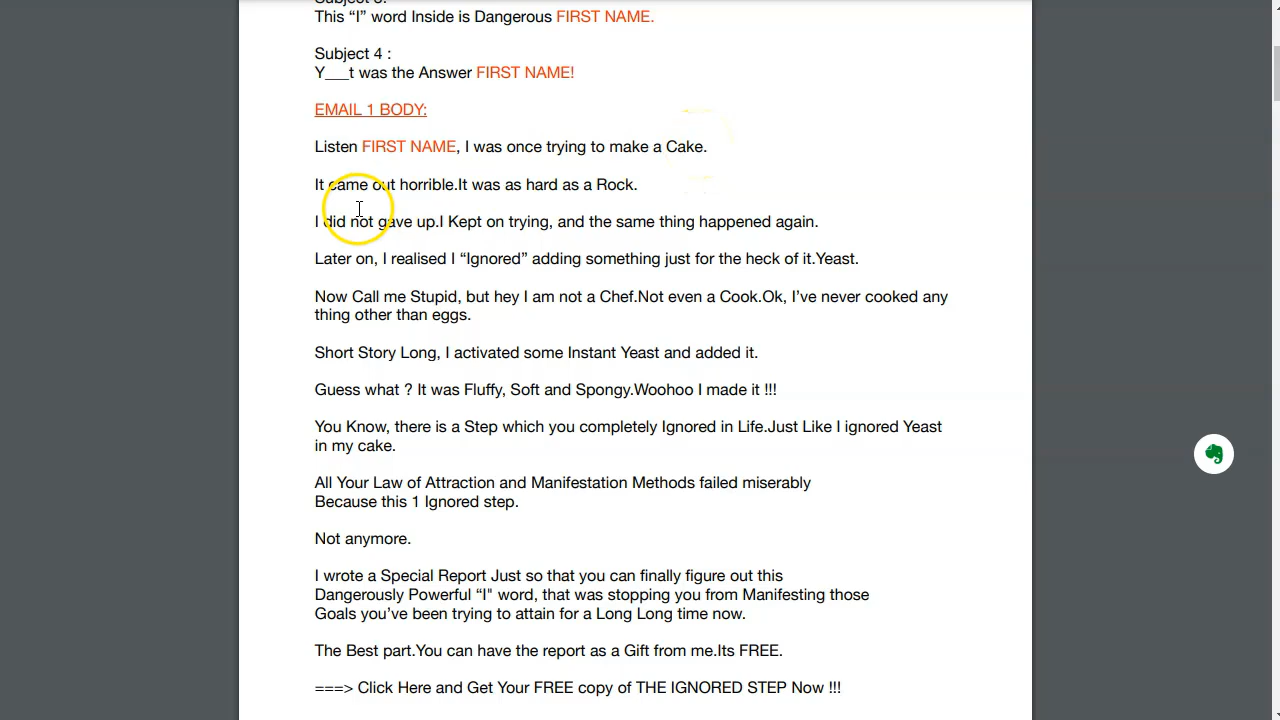 Subject 3:
This “I” word Inside is Dangerous FIRST NAME.
Subject 4 :
Y___t was the Answer FIRST NAME!
EMAIL 1 BODY:
Listen FIRST NAME, I was once trying to make a Cake.
It came out horrible.It was as hard as a Rock.
I did not gave up.I Kept on trying, and the same thing happened again.
Later on, I realised I “Ignored” adding something just for the heck of it.Yeast.
Now Call me Stupid, but hey I am not a Chef.Not even a Cook.Ok, I’ve never cooked any
thing other than eggs.
Short Story Long, I activated some Instant Yeast and added it.
Guess what ? It was Fluffy, Soft and Spongy.Woohoo I made it !!!
You Know, there is a Step which you completely Ignored in Life.Just Like I ignored Yeast
in my cake.
All Your Law of Attraction and Manifestation Methods failed miserably
Because this 1 Ignored step.
Not anymore.
I wrote a Special Report Just so that you can finally figure out this
Dangerously Powerful “I" word, that was stopping you from Manifesting those
Goals you’ve been trying to attain for a Long Long time now.
The Best part.You can have the report as a Gift from me.Its FREE.
===> Click Here and Get Your FREE copy of THE IGNORED STEP Now !!!